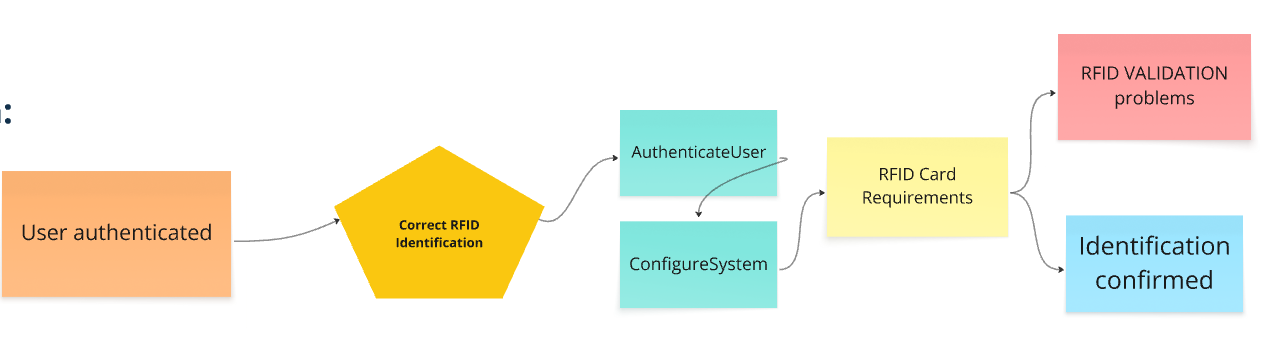 :
User authenticated
Correct RFID
Identification
AuthenticateUser
ConfigureSystem
RFID Card
Requirements
RFID VALIDATION
problems
Identification
confirmed